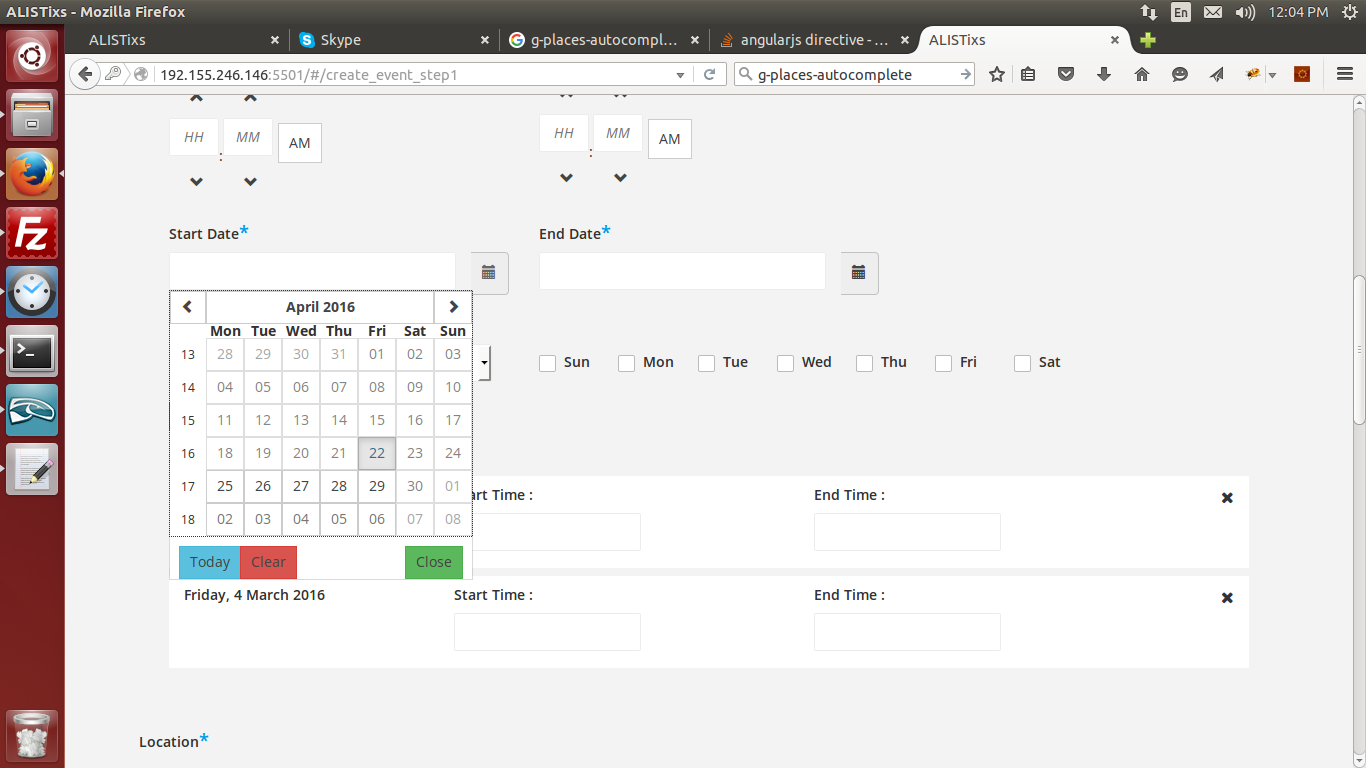 ALISTixs - Mozilla Firefox En 12:04 PM
ALISTixs Skype g-places-autocompl... angularjs directive - ... ALISTixs
192.155.246.146:5501/#/create_event_step1 g-places-autocomplete
HH : MM AM HH : MM AM
Start Date* End Date*
April 2016
Mon Tue Wed Thu Fri Sat Sun
13 28 29 30 31 01 02 03
Sun Mon Tue Wed Thu Fri Sat
14 04 05 06 07 08 09 10
15 11 12 13 14 15 16 17
16 18 19 20 21 22 23 24
17 25 26 27 28 29 30 01
art Time : End Time :
18 02 03 04 05 06 07 08
Today Clear Close
Friday, 4 March 2016 Start Time : End Time :
Location*